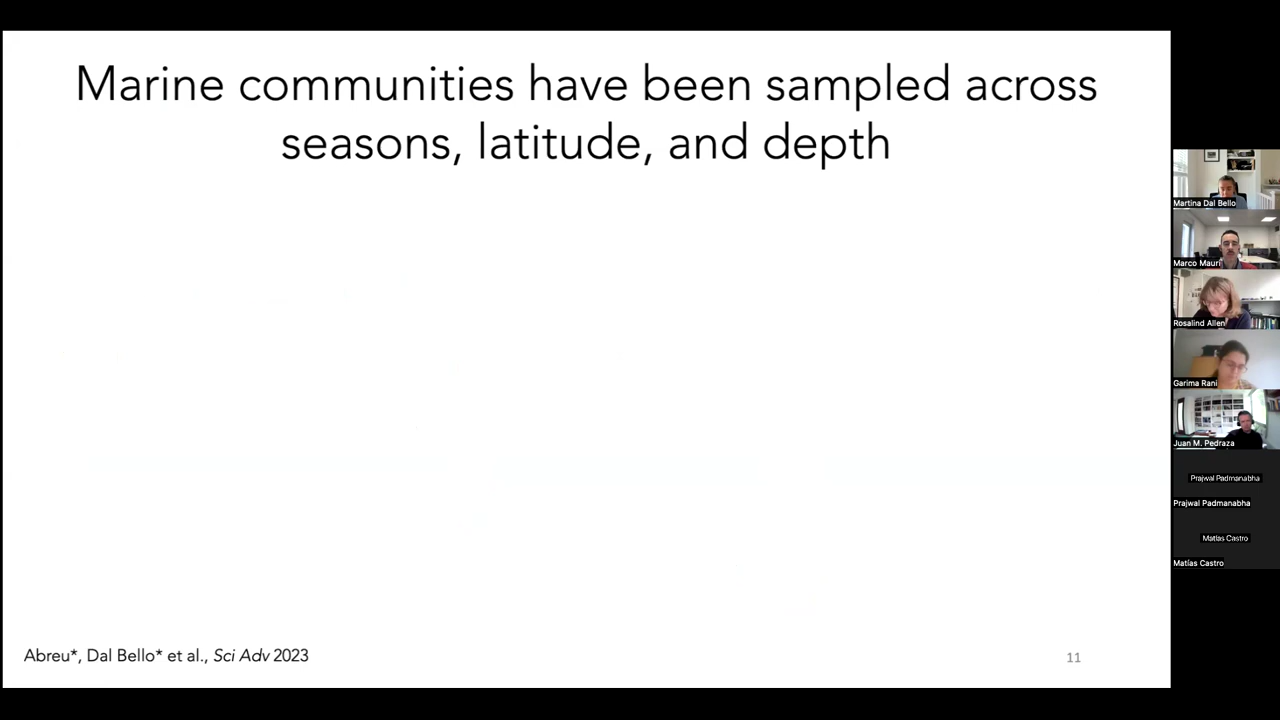 Marine communities have been sampled across
seasons, latitude, and depth
Abreu*, Dal Bello* et al., Sci Adv 2023
11
Martina Dal Bello
Marco Mauri
Rosalind Allen
Garima Rani
Juan M. Pedraza
Prajwal Padmanabha
Prajwal Padmanabha
Matías Castro
Matías Castro